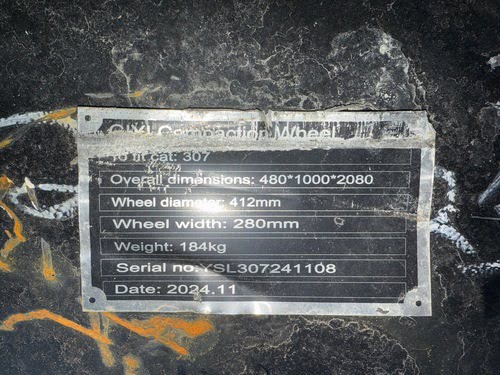 Compaction Wheel
To fit cat: 307
Overall dimensions: 480*1000*2080
Wheel diameter: 412mm
Wheel width: 280mm
Weight: 184kg
Serial no.YSL307241108
Date: 2024.11